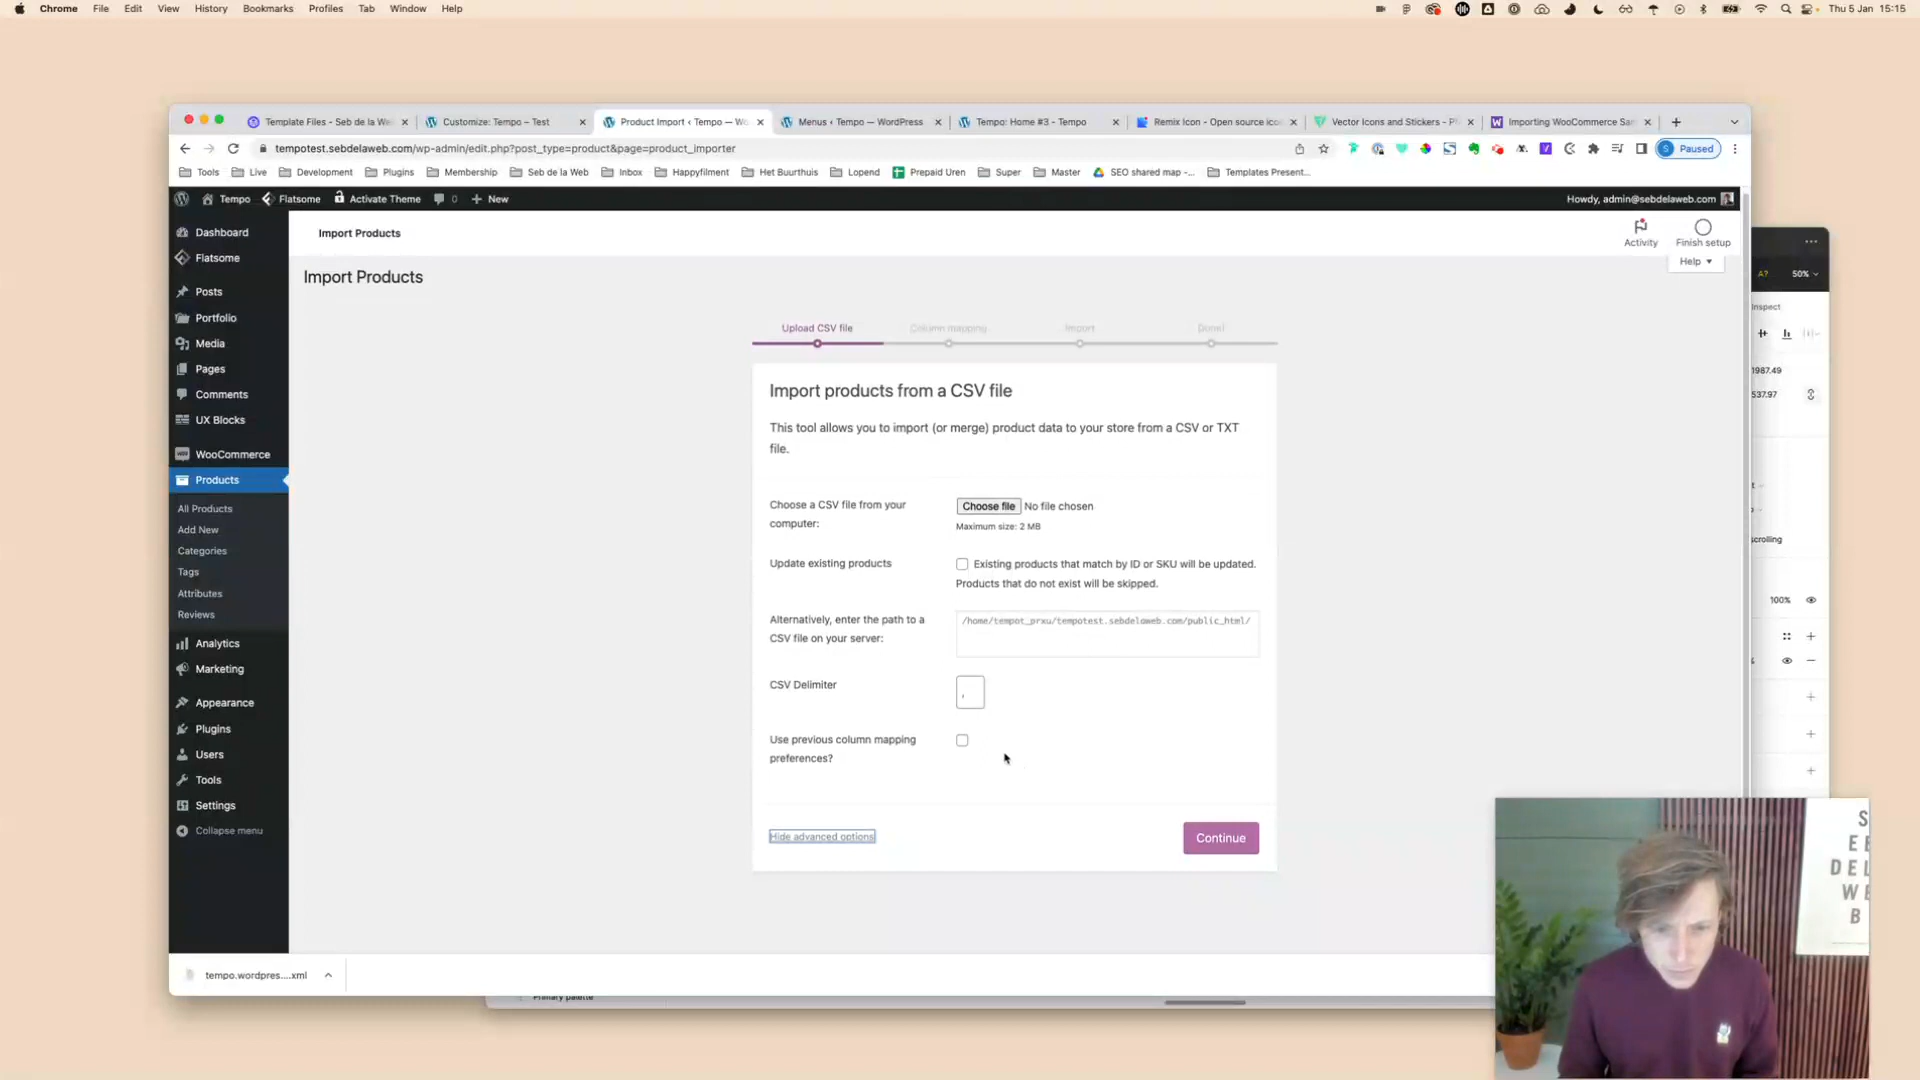 Chrome File Edit View History Bookmarks Profiles Tab Window Help
Thu 5 Jan 15:15
Template Files - Seb de la We
Customize: Tempo – Test
Product Import ‹ Tempo — Wo
Menus ‹ Tempo — WordPress
Tempo: Home #3 - Tempo
Remix Icon - Open source ico
Vector Icons and Stickers - P
Importing WooCommerce Sam
tempotest.sebdelaweb.com/wp-admin/edit.php?post_type=product&page=product_importer
Paused
Tools Live Development Plugins Membership Seb de la Web Inbox Happyfilment Het Buurthuis Lopend Prepaid Uren Super Master SEO shared map -... Templates Present...
Tempo Flatsome Activate Theme 0 New
Howdy, admin@sebdelaweb.com
Dashboard
Flatsome
Posts
Portfolio
Media
Pages
Comments
UX Blocks
WooCommerce
Products
All Products
Add New
Categories
Tags
Attributes
Reviews
Analytics
Marketing
Appearance
Plugins
Users
Tools
Settings
Collapse menu
Import Products
Activity
Finish setup
Help
Import Products
Upload CSV file
Column mapping
Import
Done!
Import products from a CSV file
This tool allows you to import (or merge) product data to your store from a CSV or TXT
file.
Choose a CSV file from your
computer:
Choose file No file chosen
Maximum size: 2 MB
Update existing products
Existing products that match by ID or SKU will be updated.
Products that do not exist will be skipped.
Alternatively, enter the path to a
CSV file on your server:
/home/tempot_prxu/tempotest.sebdelaweb.com/public_html/
CSV Delimiter
,
Use previous column mapping
preferences?
Hide advanced options
Continue
tempo.wordpres....xml
Primary palette
A?
50%
Inspect
1987.49
537.97
scrolling
100%
S
E E
DEL
W E
B